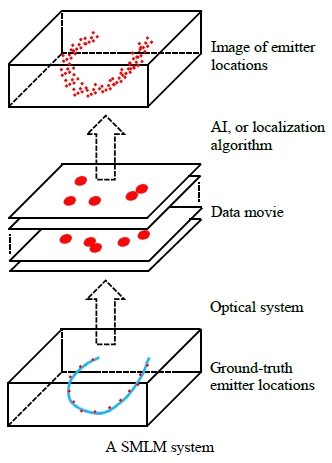 Image of emitter
locations
AI, or localization
algorithm
Data movie
Optical system
Ground-truth
emitter locations
A SMLM system